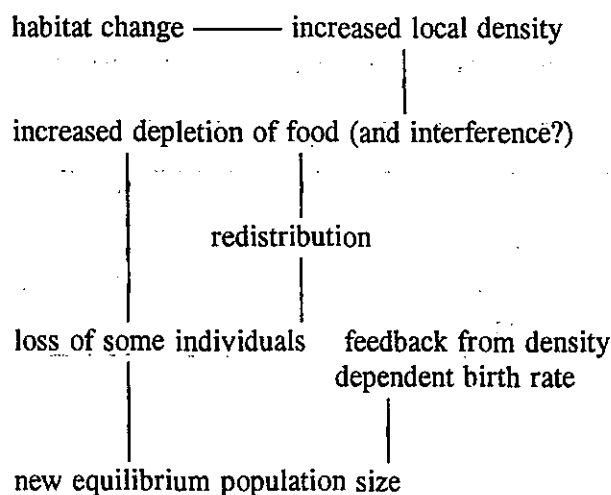 habitat change increased local density
increased depletion of food (and interference?)
redistribution
loss of some individuals feedback from density
dependent birth rate
new equilibrium population size